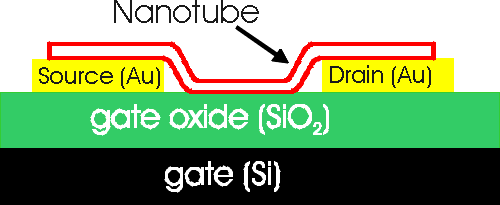 Nanotube
Source (Au)
Drain (Au)
gate oxide (SiO₂)
gate (Si)